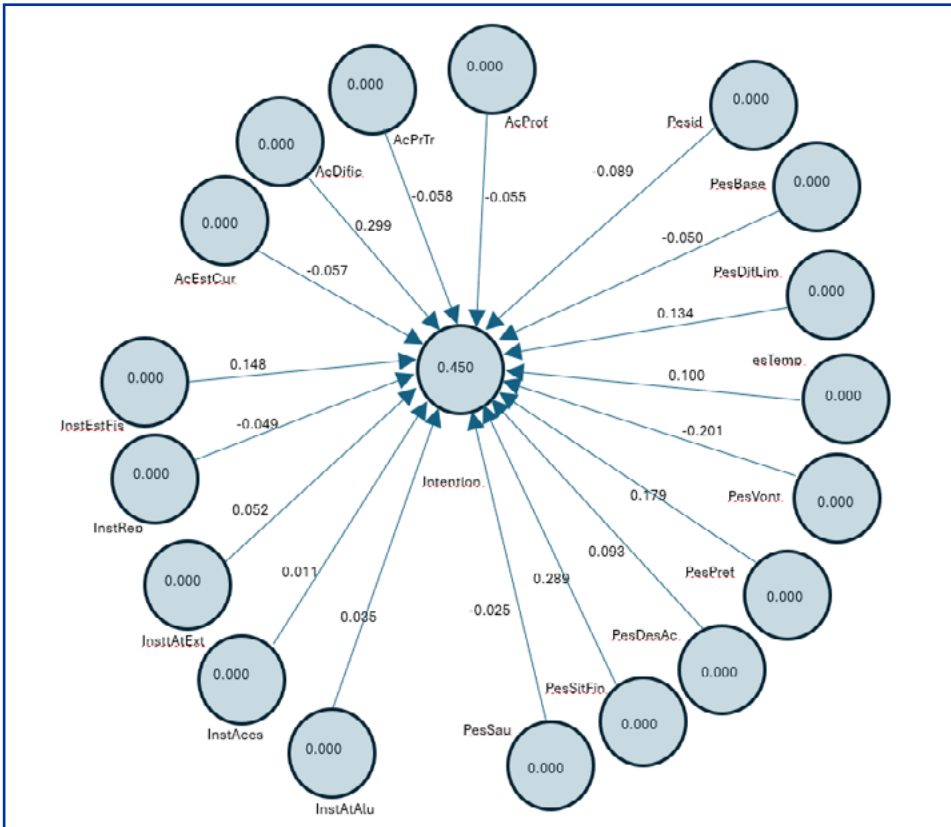 0.000
AcProf
0.000
AcPrTr
0.000
AcDific
0.000
AcEstCur
0.000
Pesid
0.000
PesBase
0.000
PesDifLim
0.000
esTemp
0.000
PesVont
0.000
PesPref
0.000
PesDesAc
0.000
PesSitFin
0.000
PesSau
0.000
InstEstFis
0.000
InstRep
0.000
InsttAtExt
0.000
InstAces
0.000
InstAtAlu
0.450
Intention
-0.057
0.299
-0.058
-0.055
-0.089
-0.050
0.134
0.100
-0.201
0.179
0.093
0.289
-0.025
0.035
0.011
0.052
-0.049
0.148